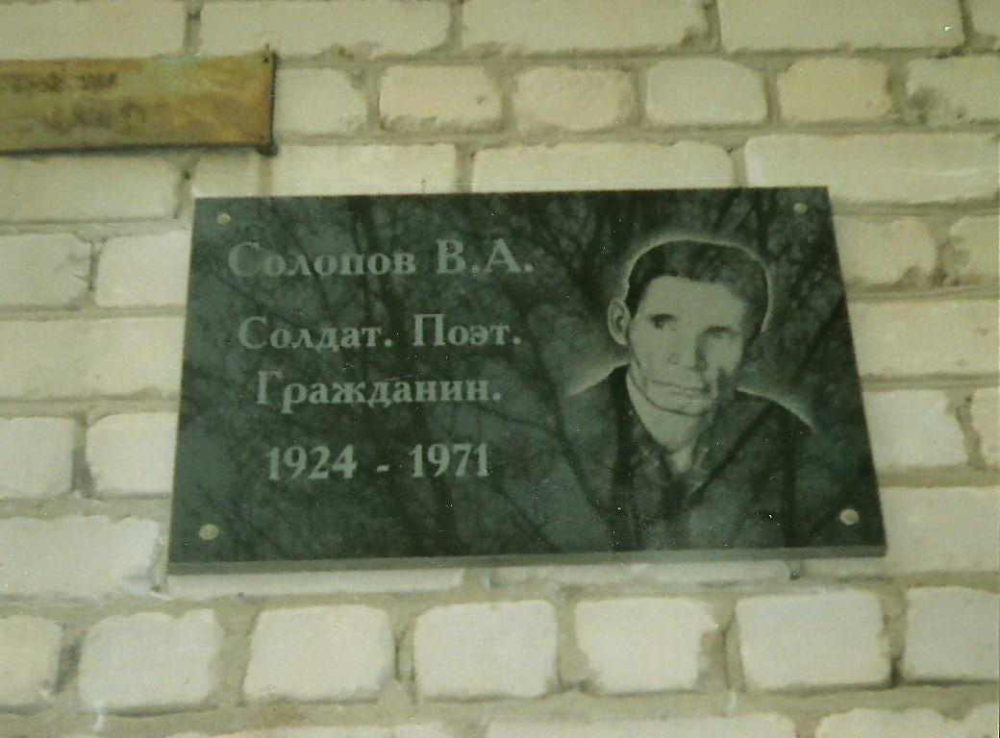 Солопов В.А.
Солдат. Поэт.
Гражданин.
1924 - 1971